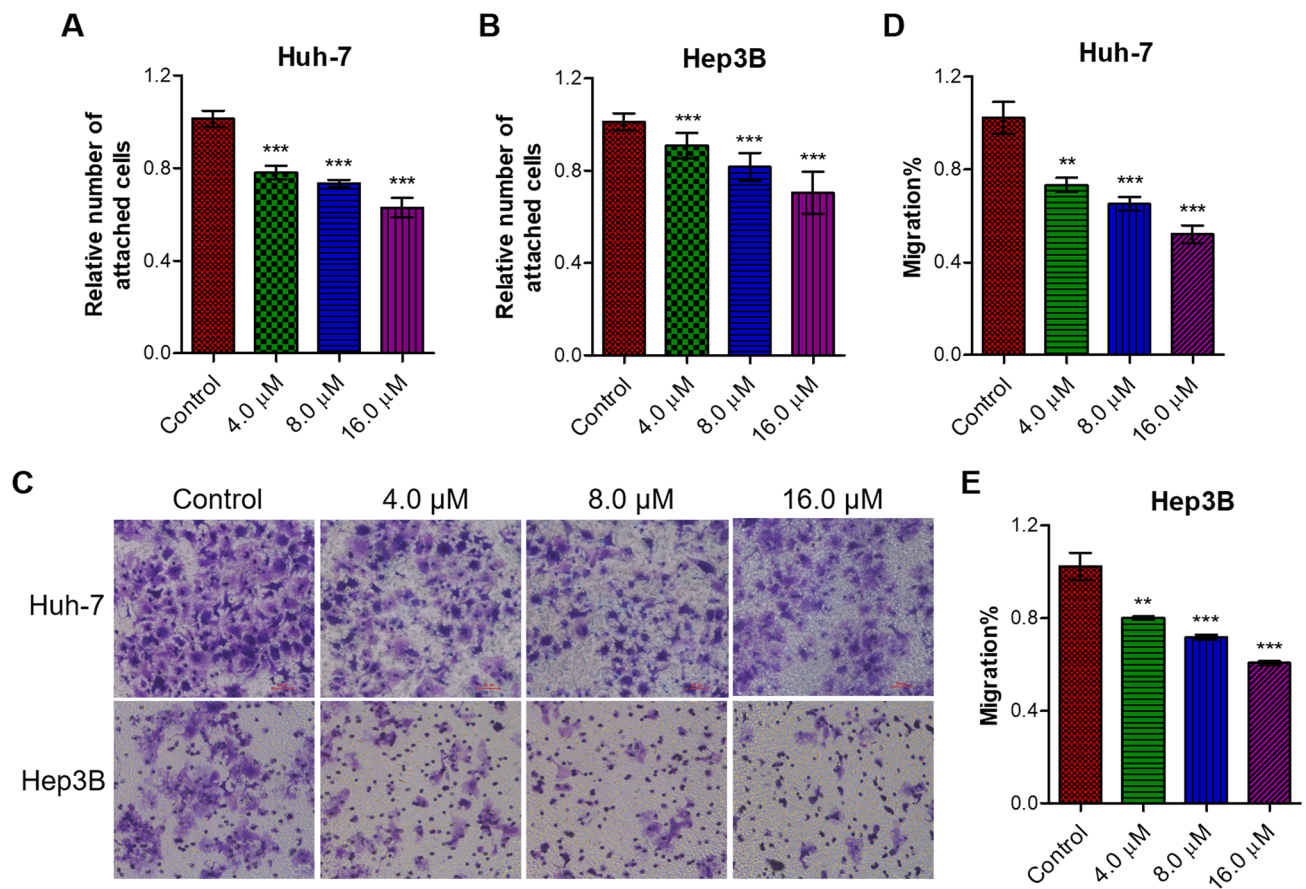 A
Huh-7
Relative number of
attached cells
1.2
0.8
0.4
0.0
***
***
***
Control
4.0 μM
8.0 μM
16.0 μM
B
Hep3B
Relative number of
attached cells
1.2
0.8
0.4
0.0
***
***
***
Control
4.0 μM
8.0 μM
16.0 μM
D
Huh-7
Migration%
1.2
0.8
0.4
0.0
**
***
***
Control
4.0 μM
8.0 μM
16.0 μM
C
Control
4.0 μM
8.0 μM
16.0 μM
Huh-7
Hep3B
E
Hep3B
Migration%
1.2
0.8
0.4
0.0
**
***
***
Control
4.0 μM
8.0 μM
16.0 μM